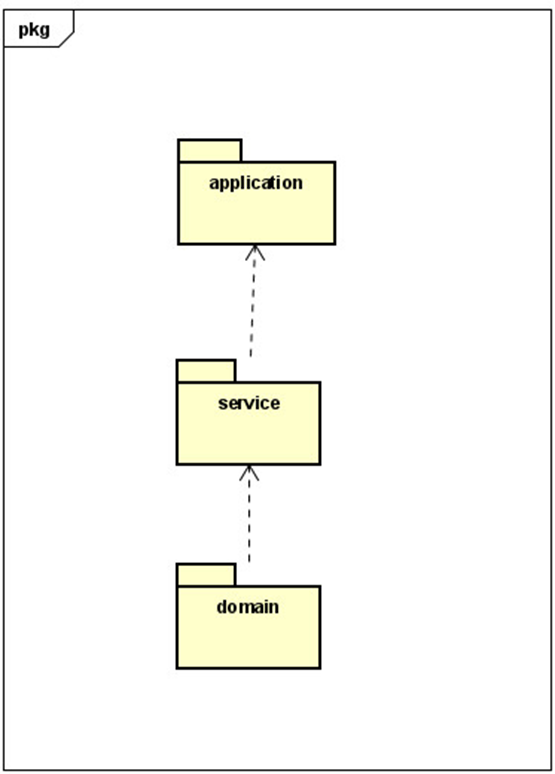 pkg
application
service
domain